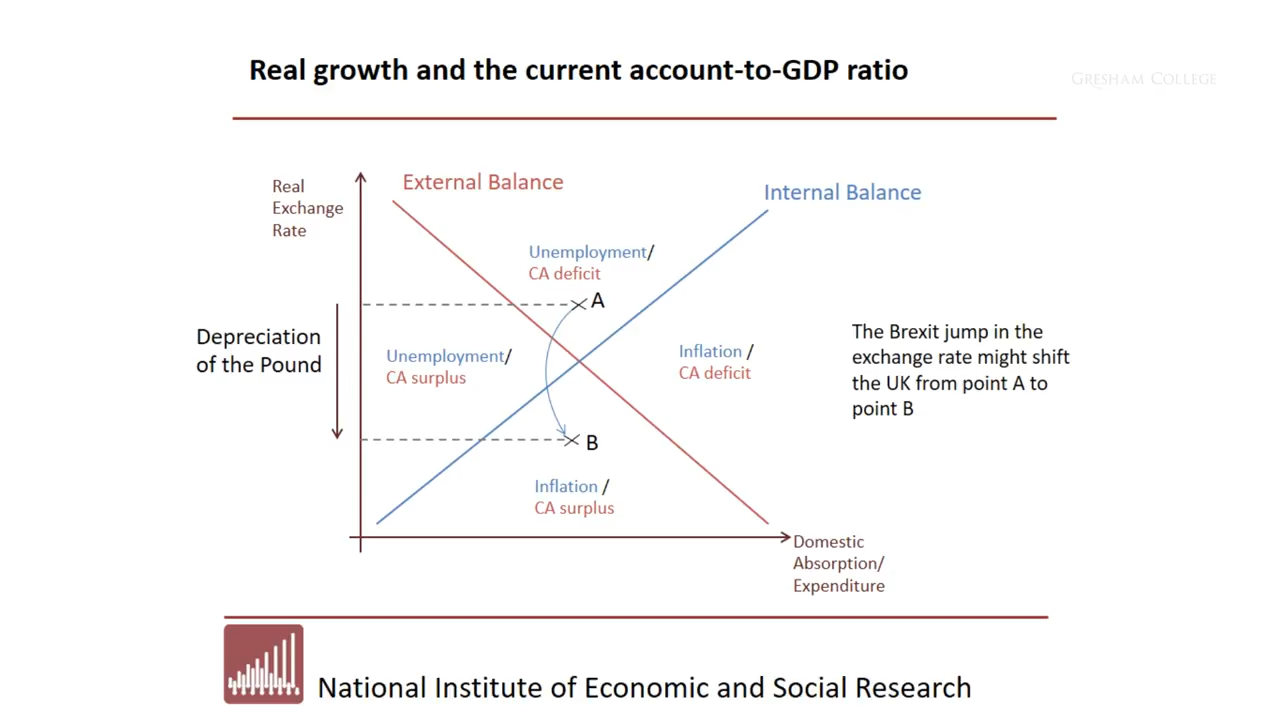 Real growth and the current account-to-GDP ratio
GRESHAM COLLEGE
Real
Exchange
Rate
External Balance
Internal Balance
Unemployment/
CA deficit
A
Depreciation
of the Pound
Unemployment/
CA surplus
Inflation /
CA deficit
The Brexit jump in the
exchange rate might shift
the UK from point A to
point B
B
Inflation /
CA surplus
Domestic
Absorption/
Expenditure
National Institute of Economic and Social Research